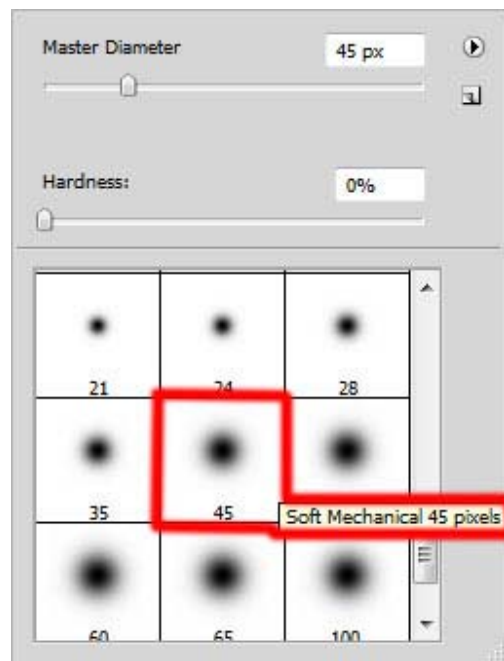 Master Diameter 45 px
Hardness: 0%
21 24 28
35 45 Soft Mechanical 45 pixels
60 65 100